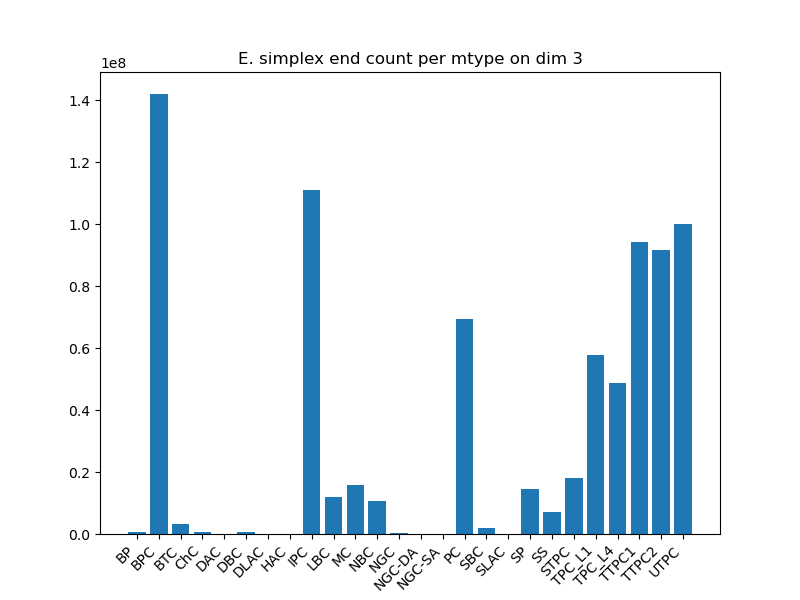 E. simplex end count per mtype on dim 3
1e8
1.4
1.2
1.0
0.8
0.6
0.4
0.2
0.0
BP
BPC
BTC
ChC
DAC
DBC
DLAC
HAC
IPC
LBC
MC
NBC
NGC
NGC-DA
NGC-SA
PC
SBC
SLAC
SP
SS
STPC
TPC_L1
TPC_L4
TTPC1
TTPC2
UTPC